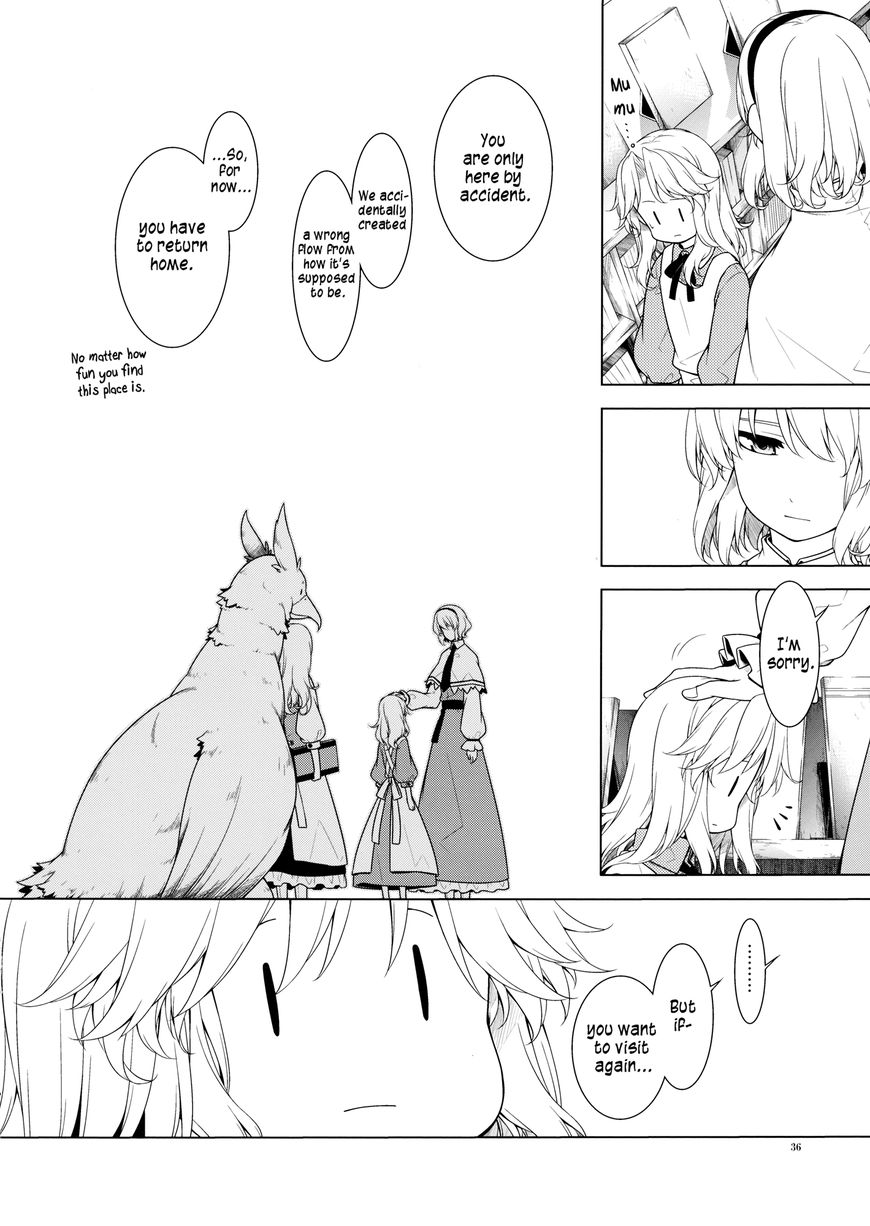 Mu
mu
......
I'm
sorry.
You
are only
here by
accident.
We acci-
dentally
created
a wrong
flow from
how it's
supposed
to be.
...So,
for
now...
you have
to return
home.
No matter how
fun you find
this place is.
.........
But
if-
you want
to visit
again...
36